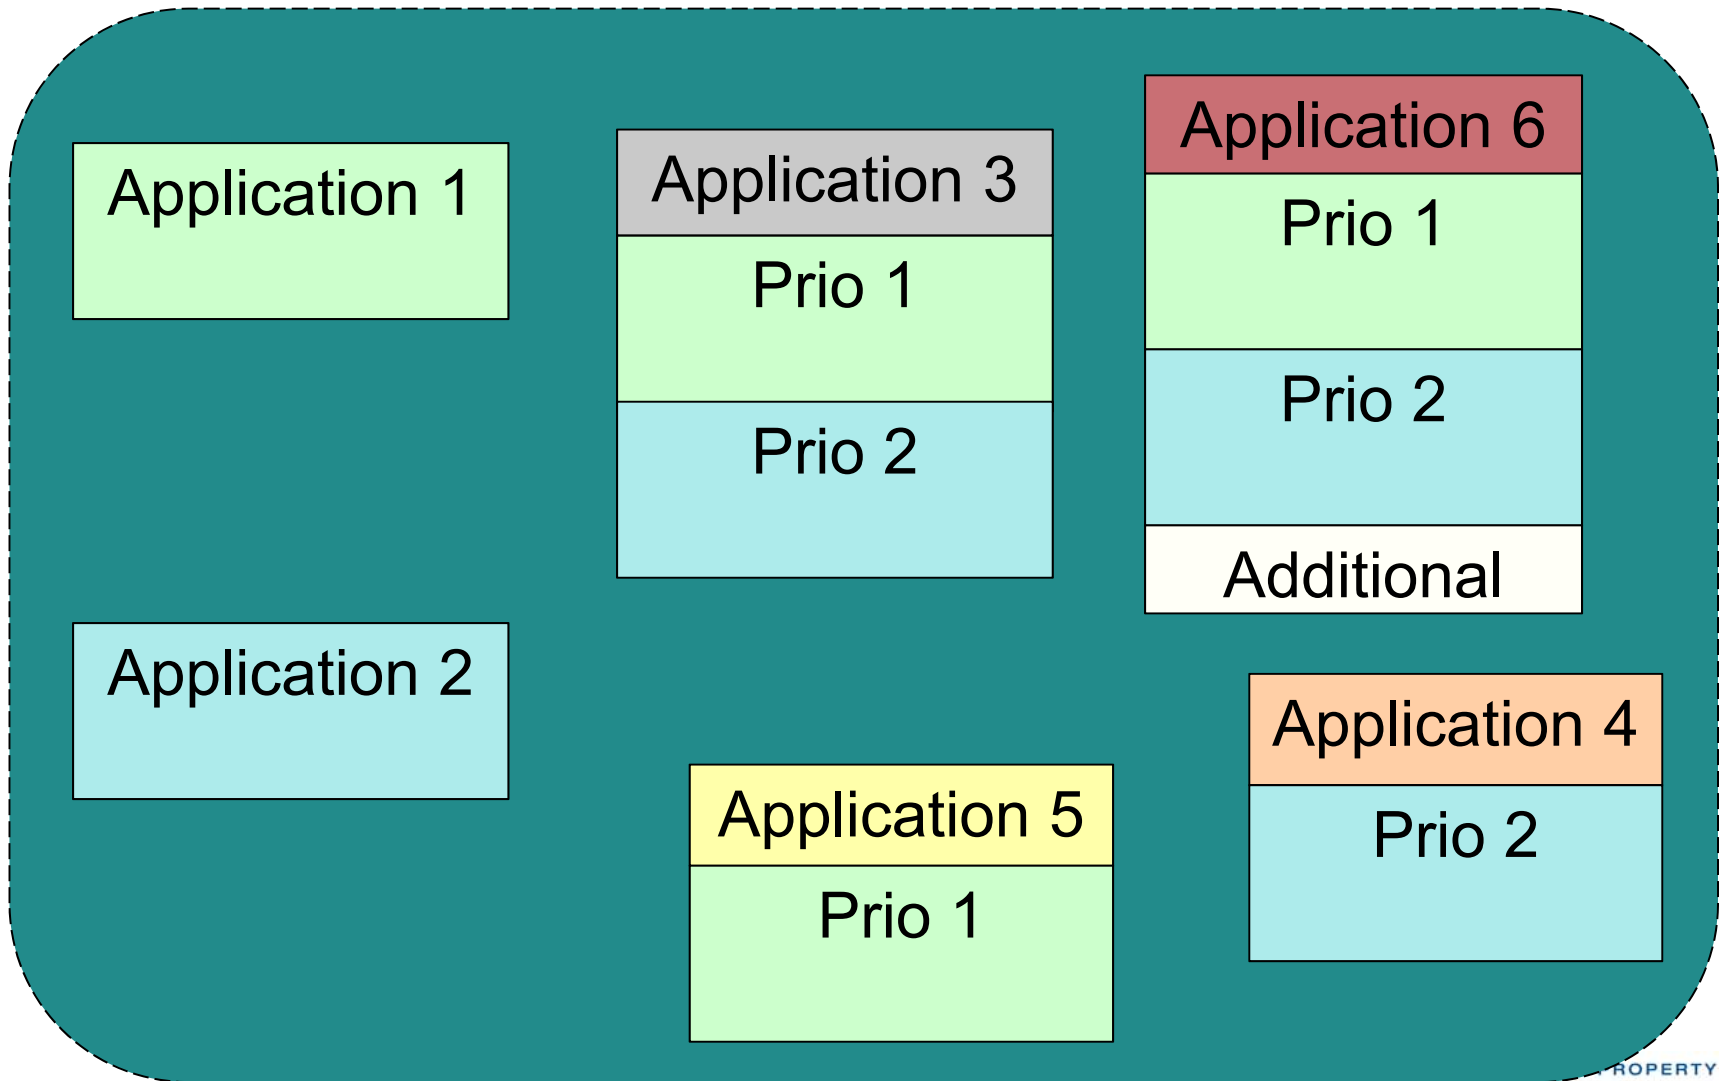 Application 1
Application 2
Application 3
Prio 1
Prio 2
Application 6
Prio 1
Prio 2
Additional
Application 5
Prio 1
Application 4
Prio 2